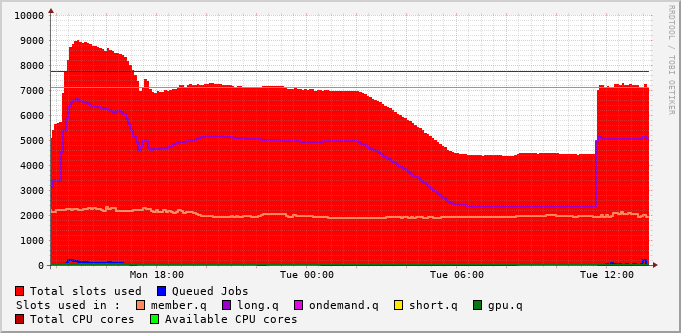 10000
9000
8000
7000
6000
5000
4000
3000
2000
1000
0
Mon 18:00 Tue 00:00 Tue 06:00 Tue 12:00
RRDTOOL / TOBI OETIKER
Total slots used Queued Jobs
Slots used in : member.q long.q ondemand.q short.q gpu.q
Total CPU cores Available CPU cores